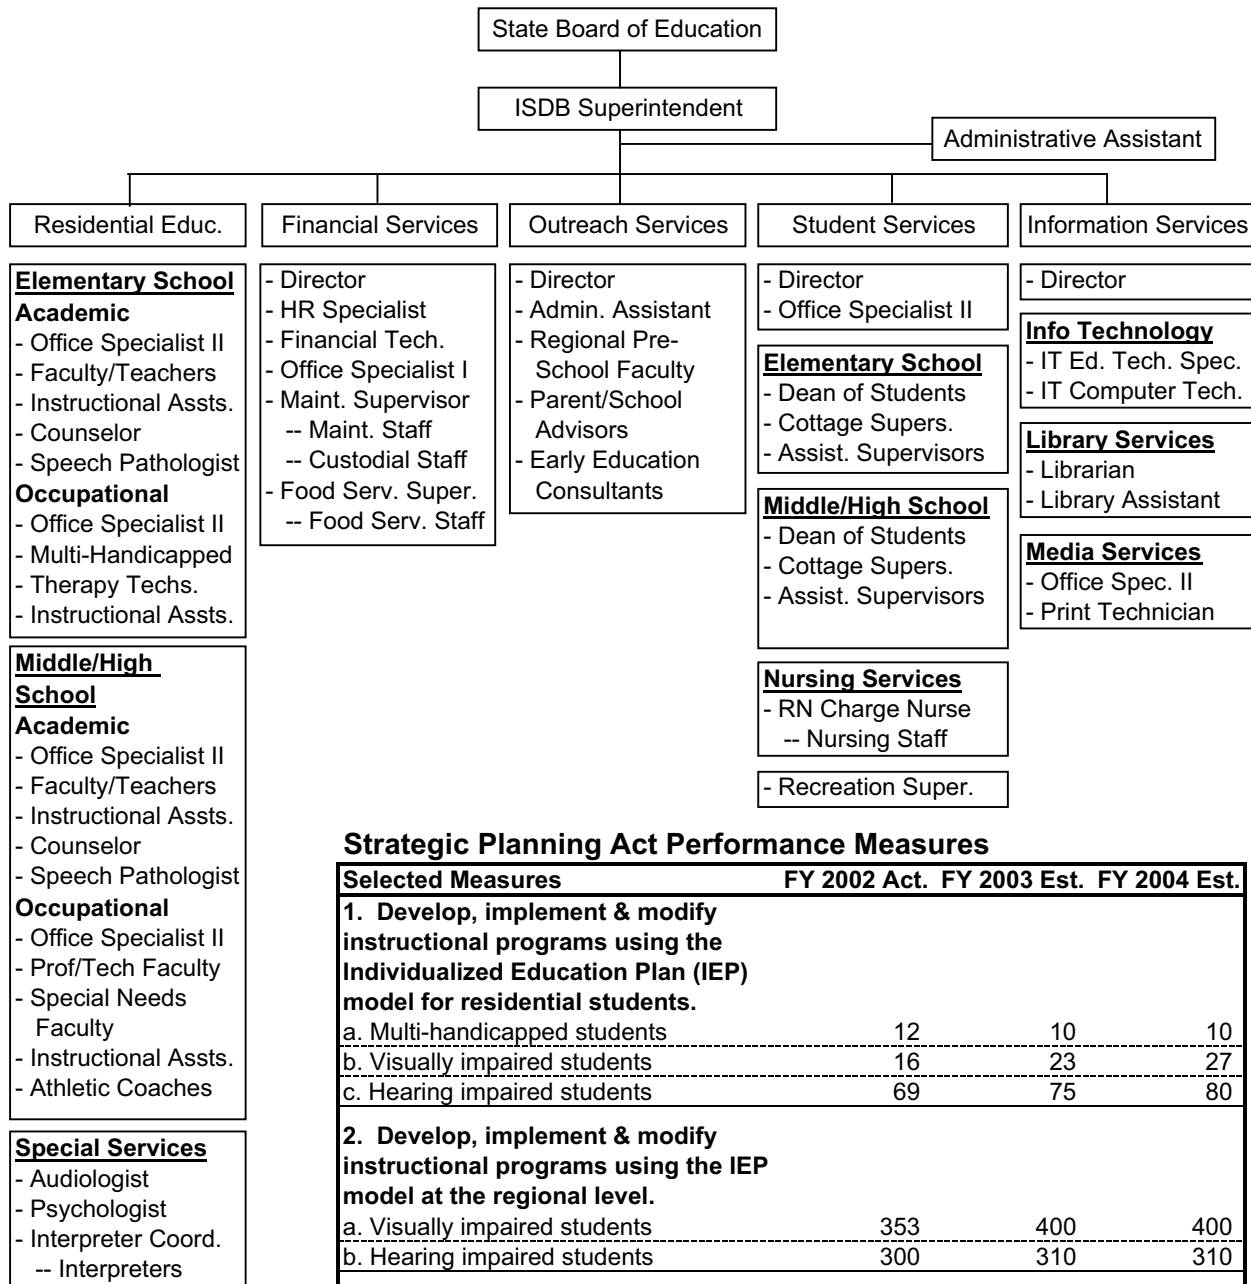 State Board of Education
ISDB Superintendent
Administrative Assistant
Residential Educ.
Financial Services
Outreach Services
Student Services
Information Services
Elementary School
Academic
- Office Specialist II
- Faculty/Teachers
- Instructional Assts.
- Counselor
- Speech Pathologist
Occupational
- Office Specialist II
- Multi-Handicapped
- Therapy Techs.
- Instructional Assts.
Middle/High
School
Academic
- Office Specialist II
- Faculty/Teachers
- Instructional Assts.
- Counselor
- Speech Pathologist
Occupational
- Office Specialist II
- Prof/Tech Faculty
- Special Needs
Faculty
- Instructional Assts.
- Athletic Coaches
Special Services
- Audiologist
- Psychologist
- Interpreter Coord.
-- Interpreters
- Director
- HR Specialist
- Financial Tech.
- Office Specialist I
- Maint. Supervisor
-- Maint. Staff
-- Custodial Staff
- Food Serv. Super.
-- Food Serv. Staff
- Director
- Admin. Assistant
- Regional Pre-
School Faculty
- Parent/School
Advisors
- Early Education
Consultants
- Director
- Office Specialist II
Elementary School
- Dean of Students
- Cottage Supers.
- Assist. Supervisors
Middle/High School
- Dean of Students
- Cottage Supers.
- Assist. Supervisors
Nursing Services
- RN Charge Nurse
-- Nursing Staff
- Recreation Super.
- Director
Info Technology
- IT Ed. Tech. Spec.
- IT Computer Tech.
Library Services
- Librarian
- Library Assistant
Media Services
- Office Spec. II
- Print Technician
Strategic Planning Act Performance Measures
Selected Measures FY 2002 Act. FY 2003 Est. FY 2004 Est.
1. Develop, implement & modify
instructional programs using the
Individualized Education Plan (IEP)
model for residential students.
a. Multi-handicapped students 12 10 10
b. Visually impaired students 16 23 27
c. Hearing impaired students 69 75 80
2. Develop, implement & modify
instructional programs using the IEP
model at the regional level.
a. Visually impaired students 353 400 400
b. Hearing impaired students 300 310 310